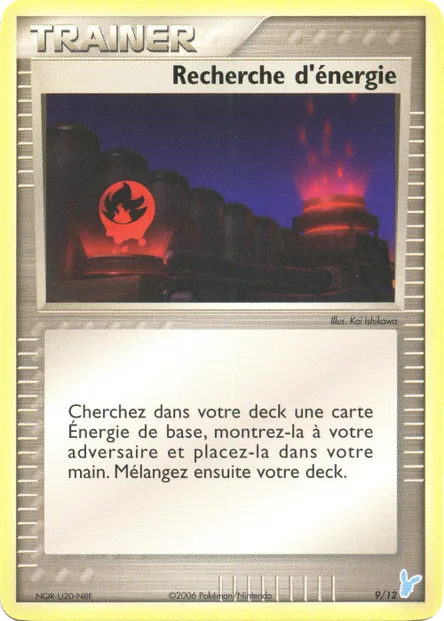 TRAINER
Recherche d'énergie
Illus. Kai Ishikawa
Cherchez dans votre deck une carte
Énergie de base, montrez-la à votre
adversaire et placez-la dans votre
main. Mélangez ensuite votre deck.
NQR-U20-N8F
©2006 Pokémon/Nintendo
9/12